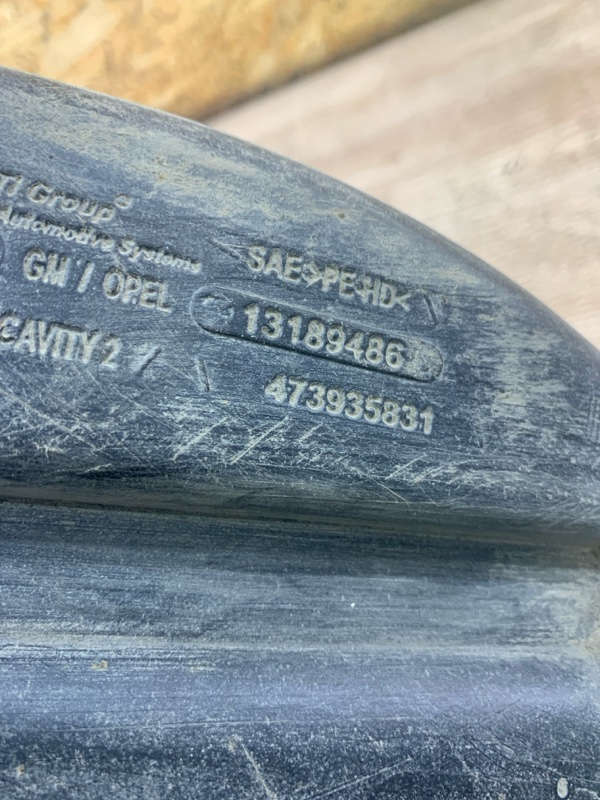 Group
Automotive Systems
GM / OPEL
CAVITY 2
SAE>PE-HD<
13189486
473935831